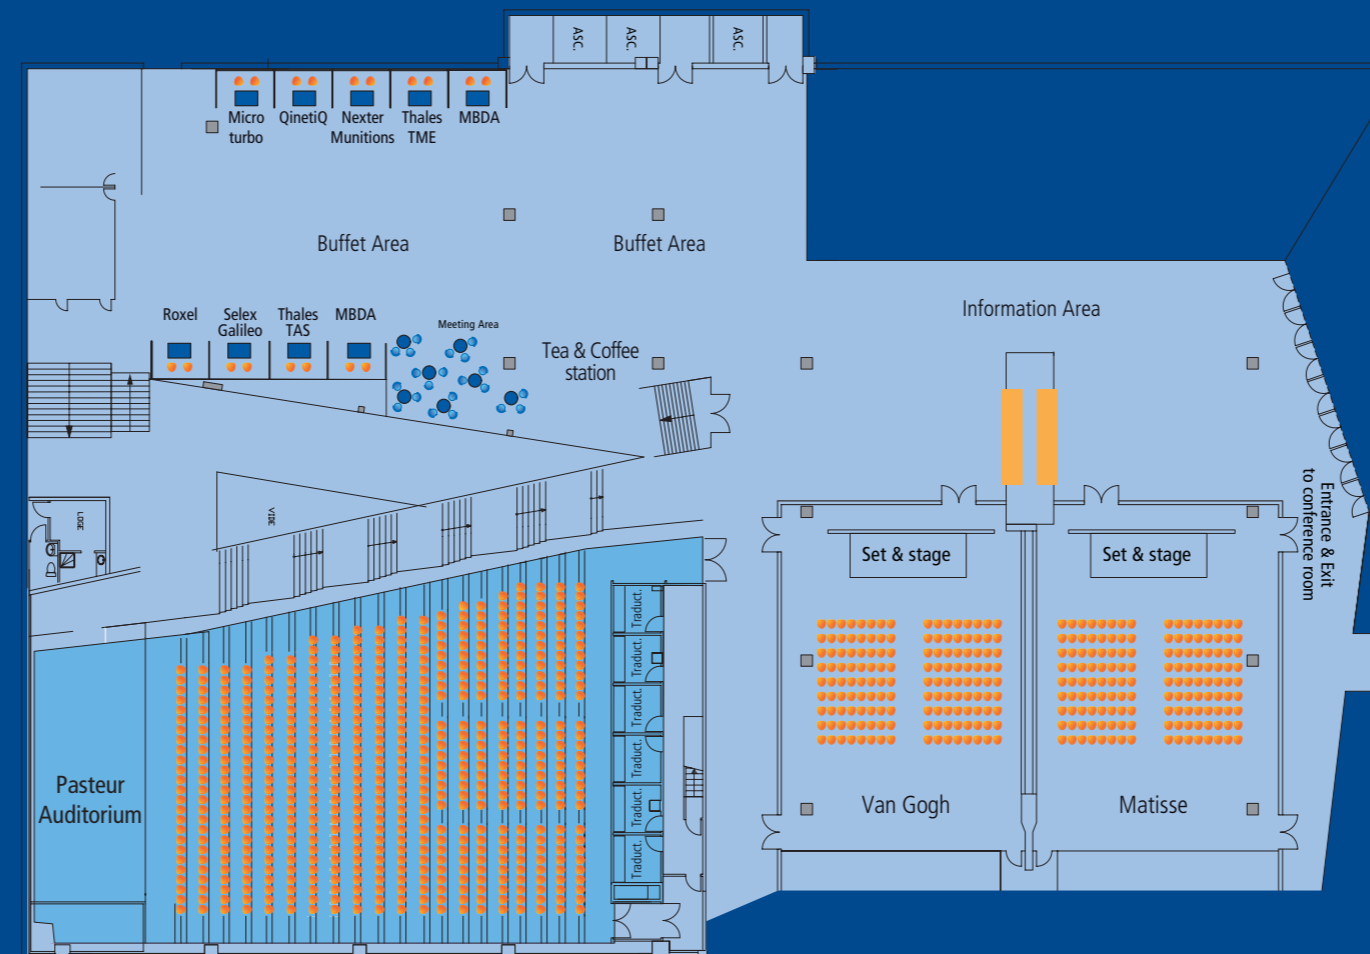 ASC.
ASC.
ASC.
Micro
turbo
QinetiQ
Nexter
Munitions
Thales
TME
MBDA
Buffet Area
Buffet Area
Information Area
Roxel
Selex
Galileo
Thales
TAS
MBDA
Meeting Area
Tea & Coffee
station
Entrance & Exit
to conference room
LOGE
VIDE
Set & stage
Set & stage
Traduct.
Traduct.
Traduct.
Traduct.
Traduct.
Traduct.
Pasteur
Auditorium
Van Gogh
Matisse